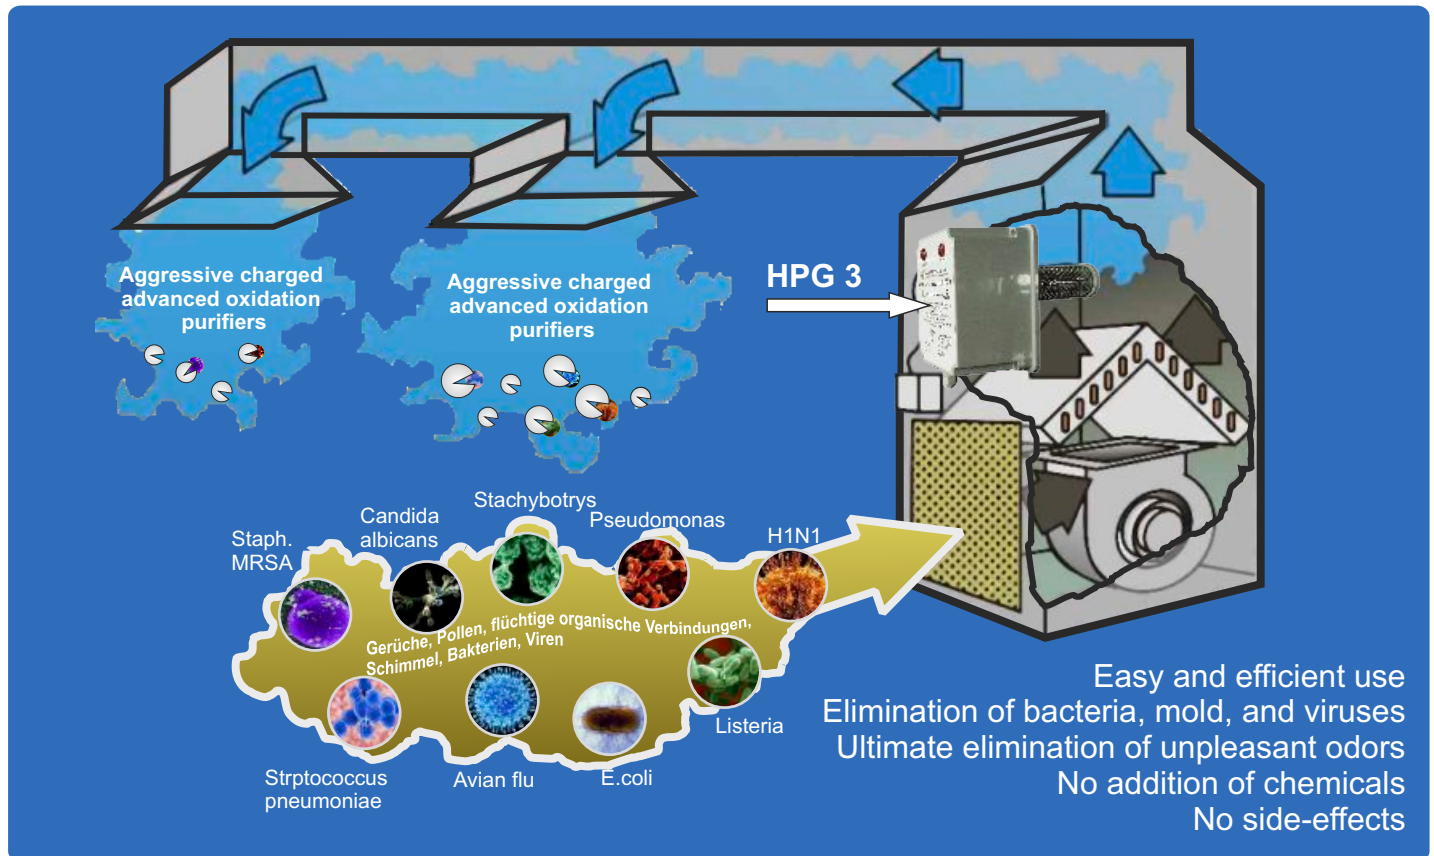 Aggressive charged
advanced oxidation
purifiers
Aggressive charged
advanced oxidation
purifiers
HPG 3
Stachybotrys
Candida
albicans
Pseudomonas
Staph.
MRSA
H1N1
Gerüche, Pollen, flüchtige organische Verbindungen,
Schimmel, Bakterien, Viren
Listeria
Strptococcus
pneumoniae
Avian flu
E.coli
Easy and efficient use
Elimination of bacteria, mold, and viruses
Ultimate elimination of unpleasant odors
No addition of chemicals
No side-effects